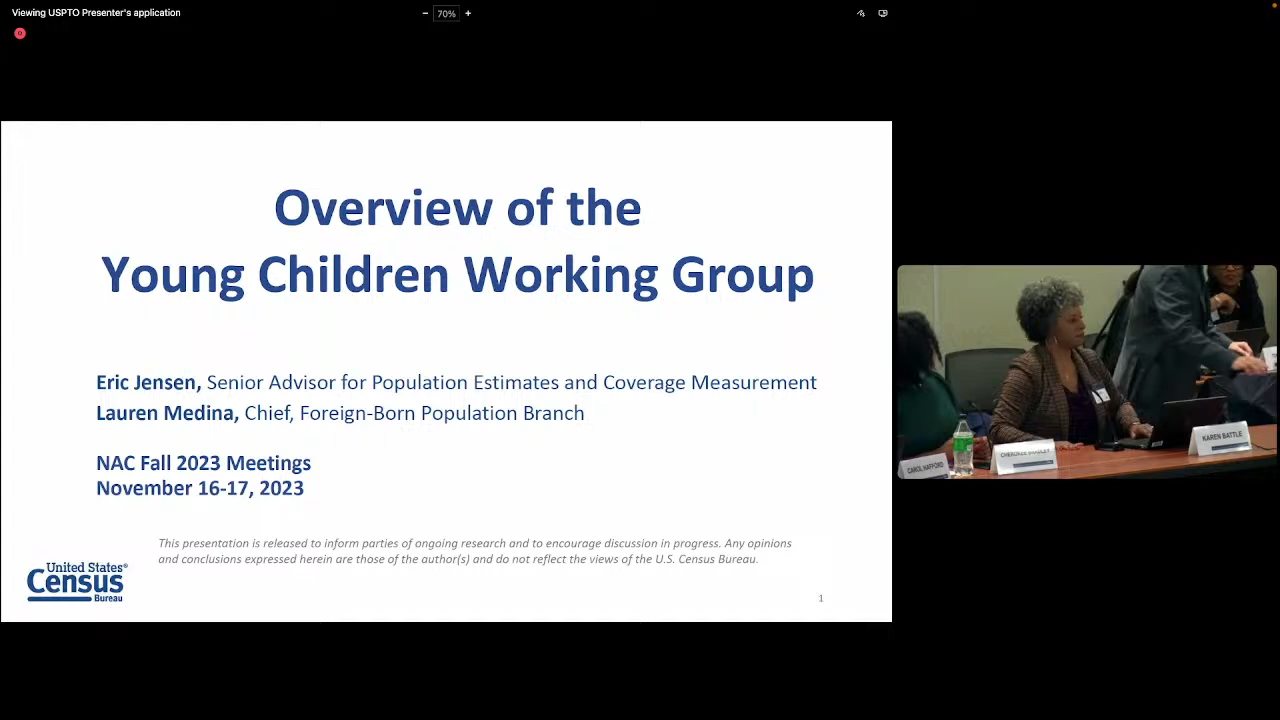 Viewing USPTO Presenter's application
− 70% +
Overview of the
Young Children Working Group
Eric Jensen, Senior Advisor for Population Estimates and Coverage Measurement
Lauren Medina, Chief, Foreign-Born Population Branch
NAC Fall 2023 Meetings
November 16-17, 2023
This presentation is released to inform parties of ongoing research and to encourage discussion in progress. Any opinions
and conclusions expressed herein are those of the author(s) and do not reflect the views of the U.S. Census Bureau.
United States®
Census
Bureau
1
CAROL HAFFORD
CHEROKEE BRADLEY
KAREN BATTLE